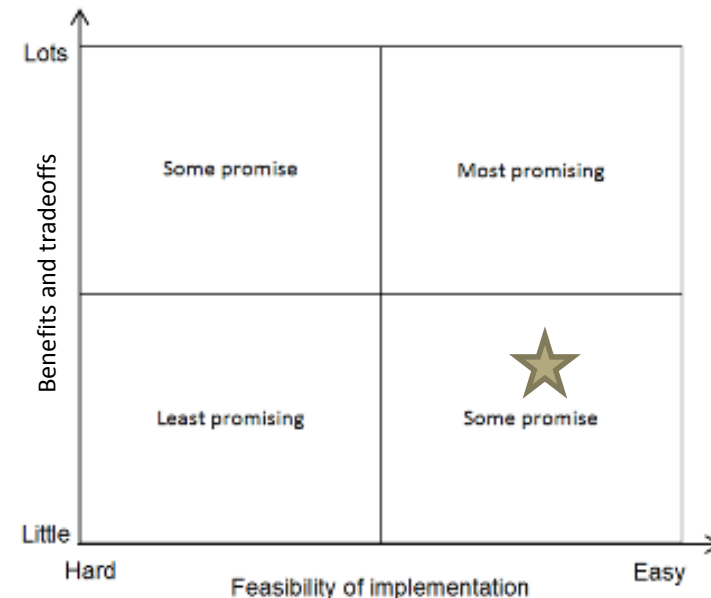 Lots
Benefits and tradeoffs
Some promise
Most promising
Least promising
Some promise
Little
Hard
Easy
Feasibility of implementation